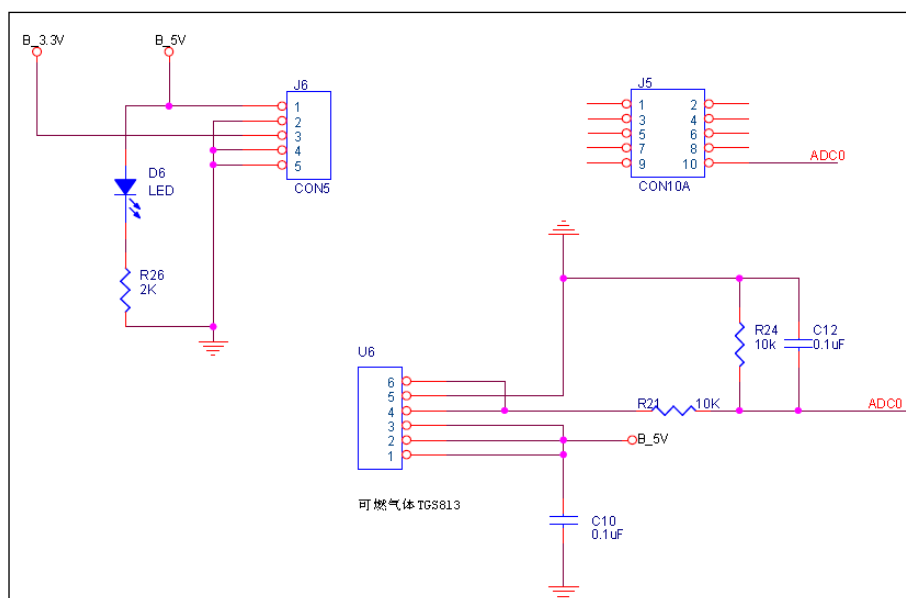 B_3.3V
B_5V
J6
1
2
3
4
5
CON5
D6
LED
R26
2K
J5
1 2
3 4
5 6
7 8
9 10
CON10A
ADC0
U6
6
5
4
3
2
1
可燃气体TGS813
R24
10k
C12
0.1uF
R21 10K
ADC0
B_5V
C10
0.1uF